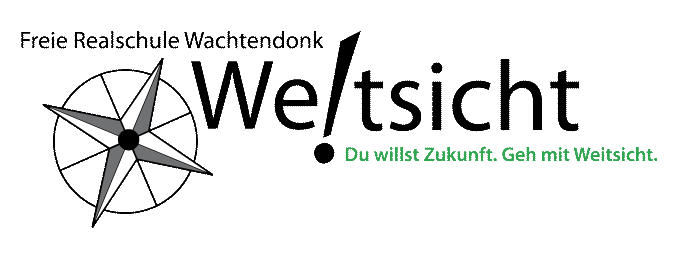 Freie Realschule Wachtendonk
We!tsicht
Du willst Zukunft. Geh mit Weitsicht.